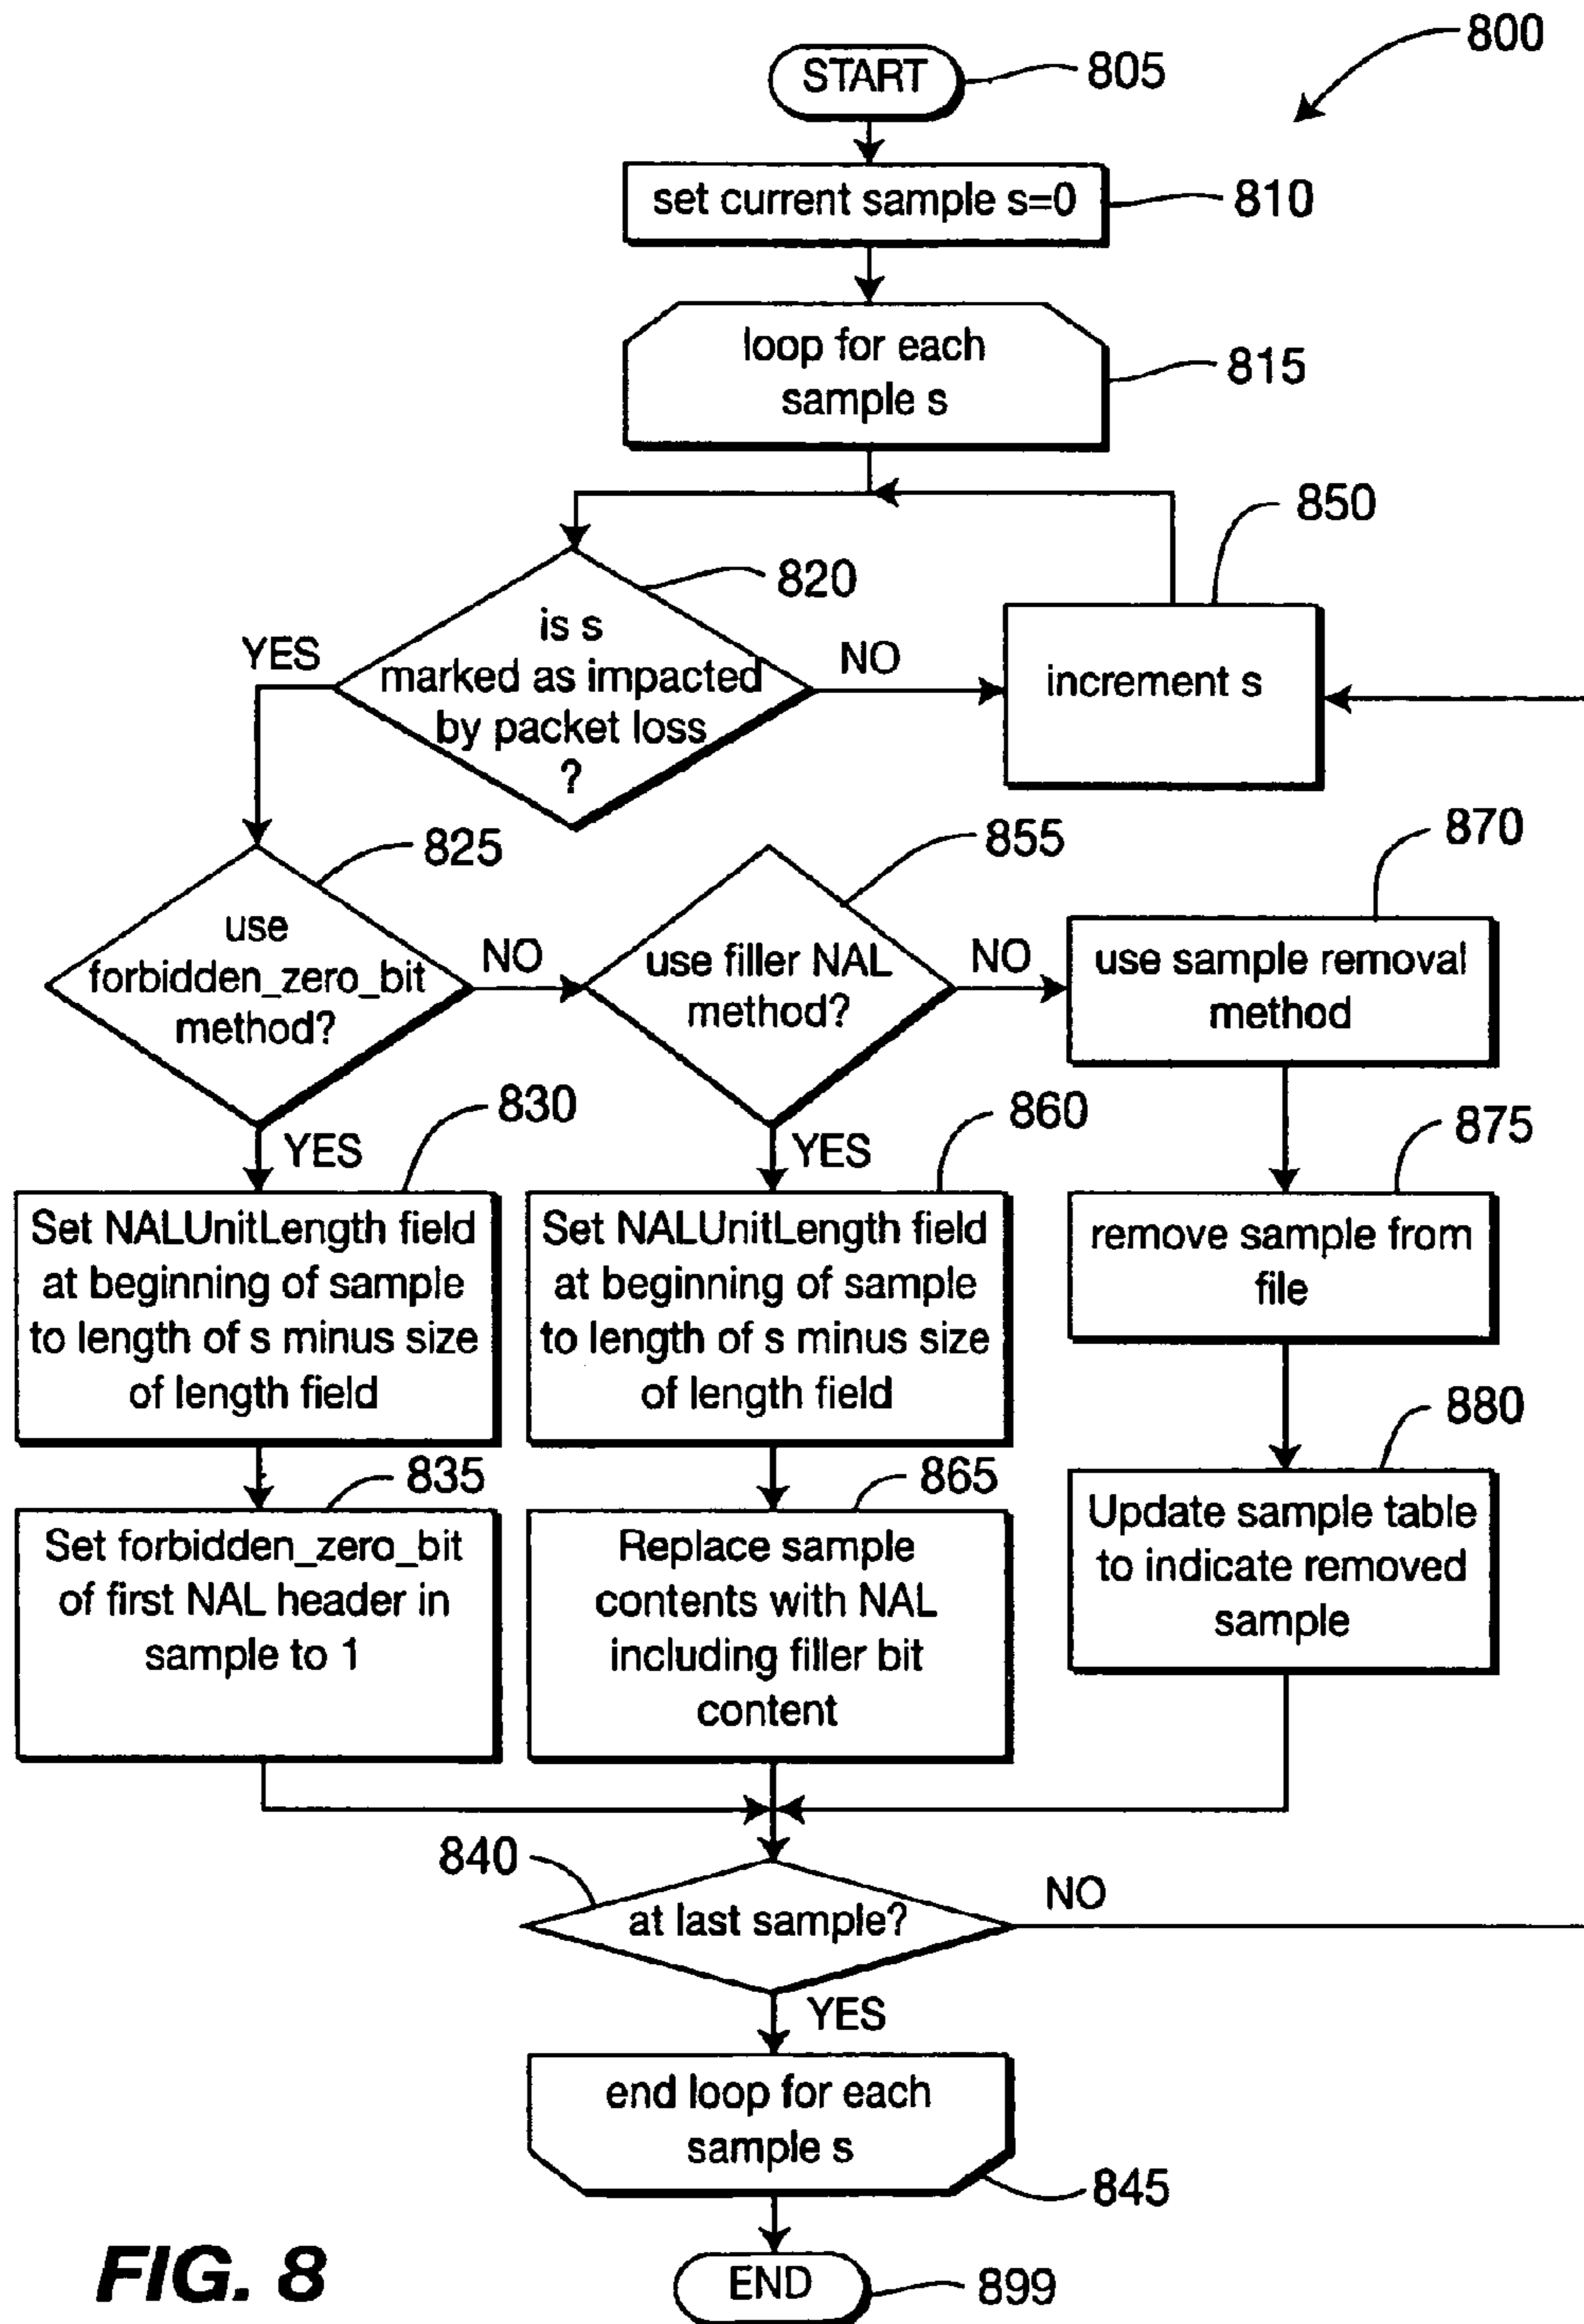 800
START
805
set current sample s=0
810
loop for each
sample s
815
850
820
is s
marked as impacted
by packet loss
?
YES
NO
increment s
825
855
870
use
forbidden_zero_bit
method?
NO
use filler NAL
method?
NO
use sample removal
method
830
860
875
YES
YES
Set NALUnitLength field
at beginning of sample
to length of s minus size
of length field
Set NALUnitLength field
at beginning of sample
to length of s minus size
of length field
remove sample from
file
835
865
880
Set forbidden_zero_bit
of first NAL header in
sample to 1
Replace sample
contents with NAL
including filler bit
content
Update sample table
to indicate removed
sample
840
at last sample?
NO
YES
end loop for each
sample s
845
END
899
FIG. 8